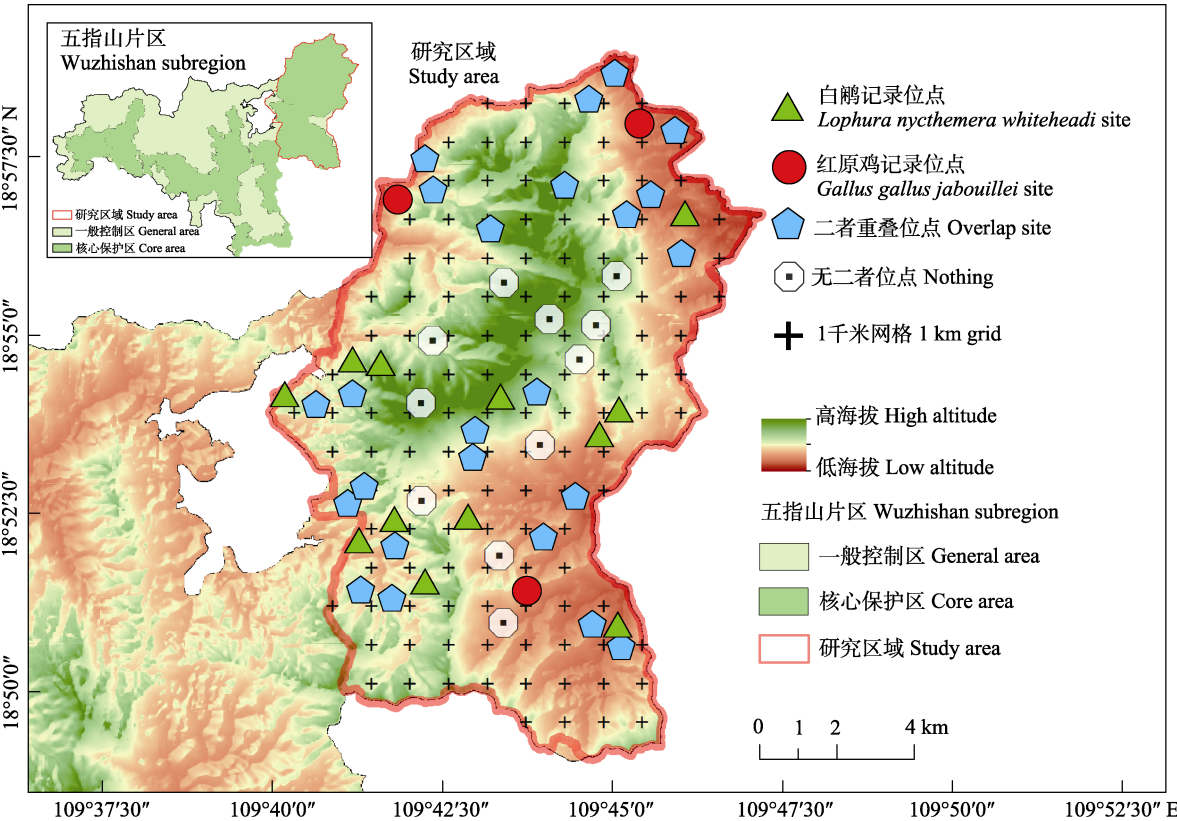 五指山片区
Wuzhishan subregion
研究区域 Study area
一般控制区 General area
核心保护区 Core area
研究区域
Study area
白鹇记录位点
Lophura nycthemera whiteheadi site
红原鸡记录位点
Gallus gallus jabouillei site
二者重叠位点 Overlap site
无二者位点 Nothing
1千米网格 1 km grid
高海拔 High altitude
低海拔 Low altitude
五指山片区 Wuzhishan subregion
一般控制区 General area
核心保护区 Core area
研究区域 Study area
0 1 2 4 km
18°57′30″ N
18°55′0″
18°52′30″
18°50′0″
109°37′30″ 109°40′0″ 109°42′30″ 109°45′0″ 109°47′30″ 109°50′0″ 109°52′30″ E